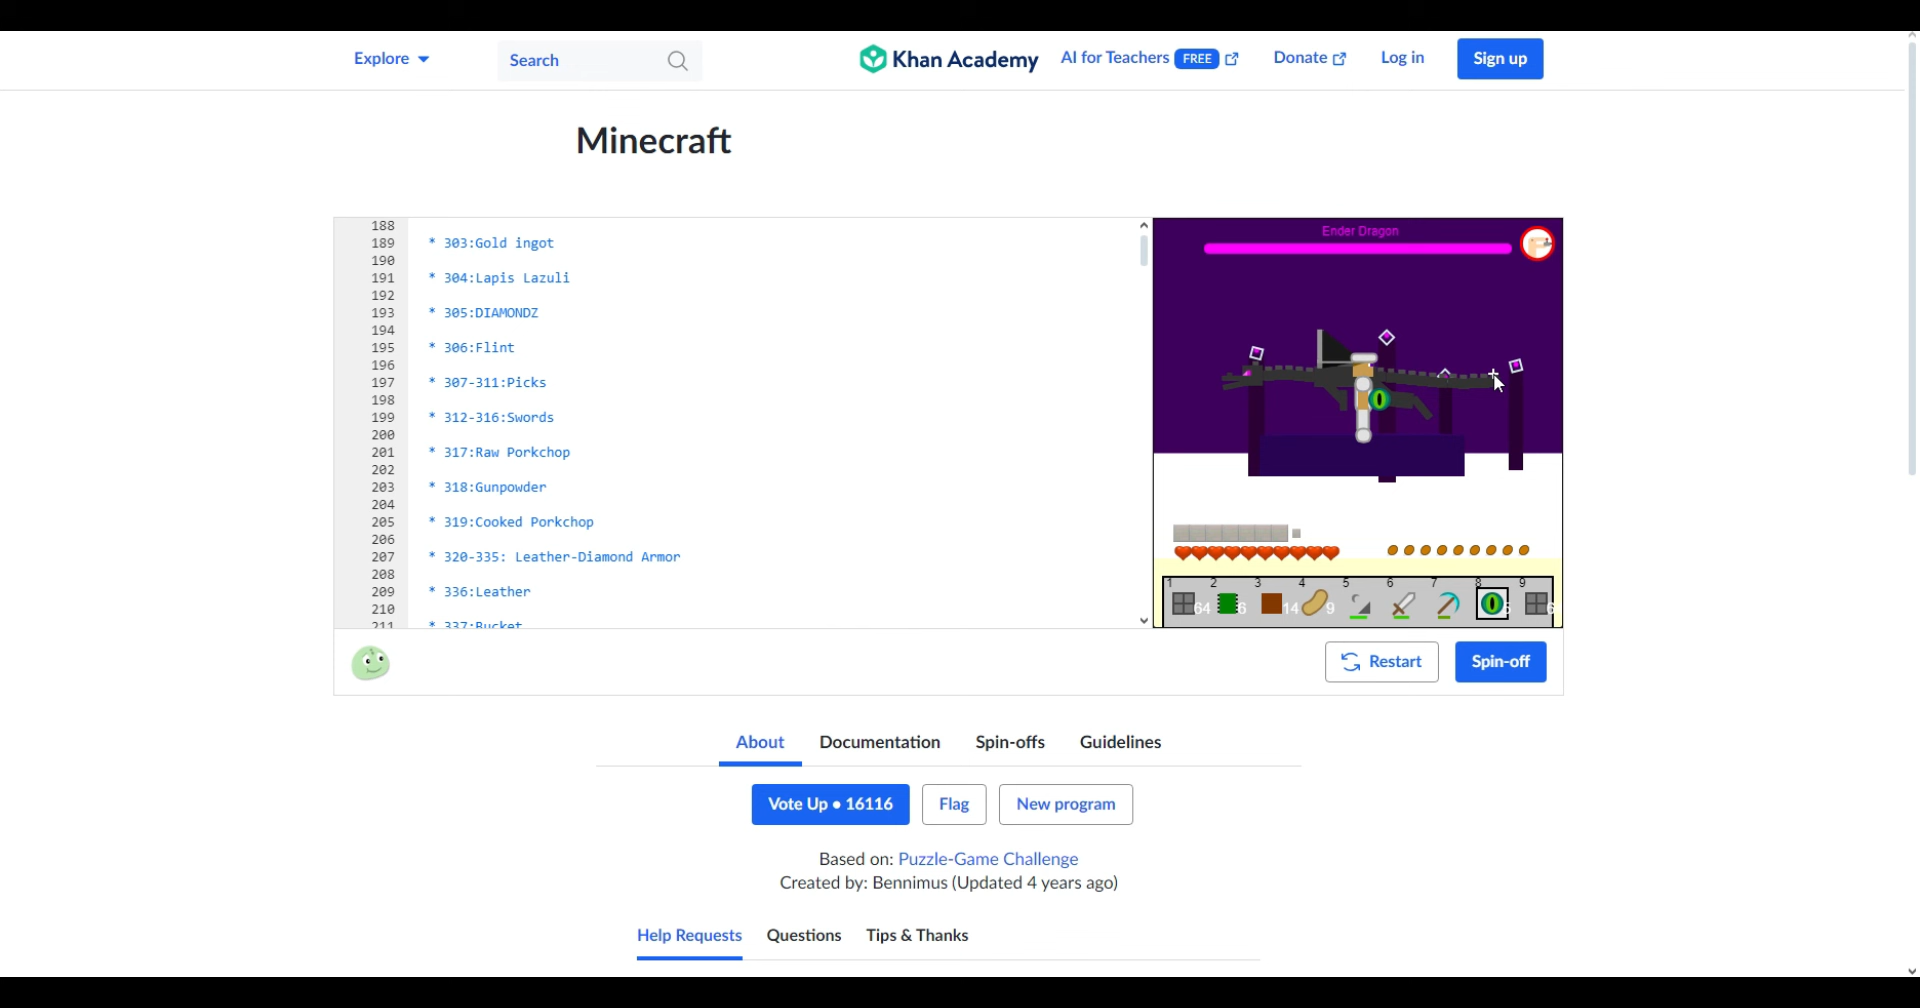 Explore
Search
Khan Academy
AI for Teachers FREE
Donate
Log in
Sign up
Minecraft
188
189 * 303:Gold ingot
190
191 * 304:Lapis Lazuli
192
193 * 305:DIAMONDZ
194
195 * 306:Flint
196
197 * 307-311:Picks
198
199 * 312-316:Swords
200
201 * 317:Raw Porkchop
202
203 * 318:Gunpowder
204
205 * 319:Cooked Porkchop
206
207 * 320-335: Leather-Diamond Armor
208
209 * 336:Leather
210
211 * 337:Bucket
Ender Dragon
1 2 3 4 5 6 7 8 9
64 6 14 9
Restart
Spin-off
About
Documentation
Spin-offs
Guidelines
Vote Up • 16116
Flag
New program
Based on: Puzzle-Game Challenge
Created by: Bennimus (Updated 4 years ago)
Help Requests
Questions
Tips & Thanks